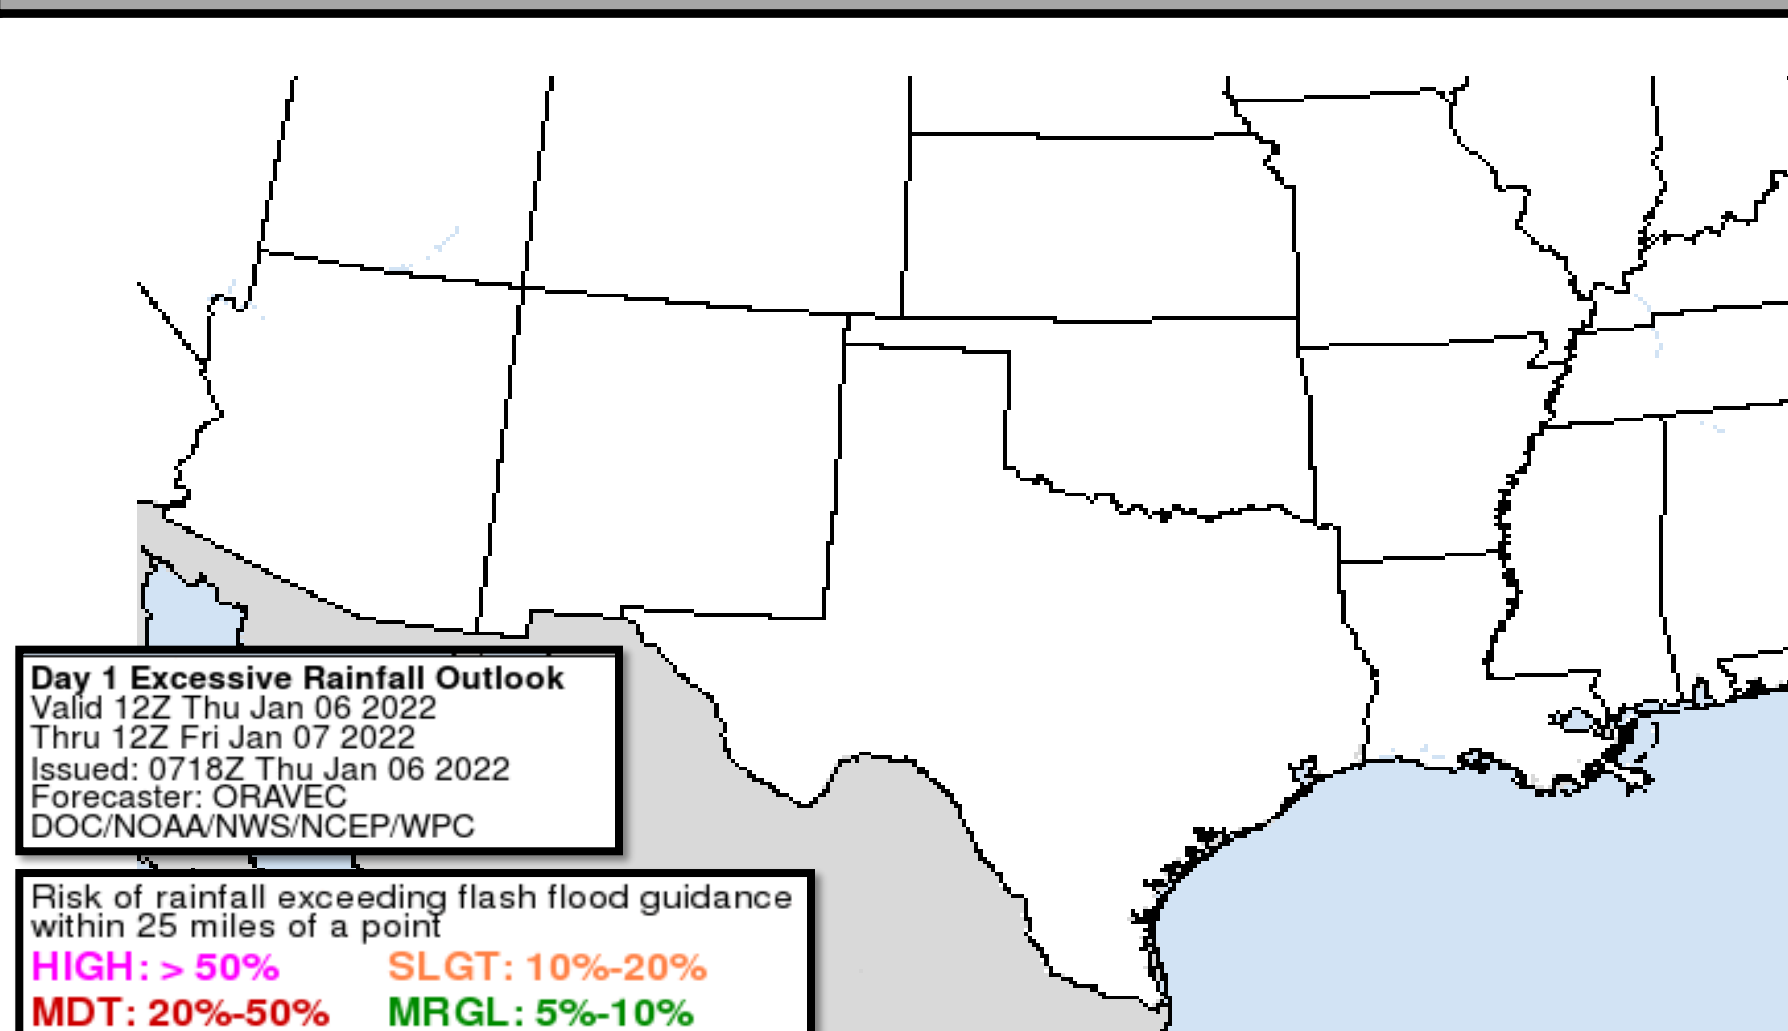 Day 1 Excessive Rainfall Outlook
Valid 12Z Thu Jan 06 2022
Thru 12Z Fri Jan 07 2022
Issued: 0718Z Thu Jan 06 2022
Forecaster: ORAVEC
DOC/NOAA/NWS/NCEP/WPC
Risk of rainfall exceeding flash flood guidance
within 25 miles of a point
HIGH: > 50% SLGT: 10%-20%
MDT: 20%-50% MRGL: 5%-10%